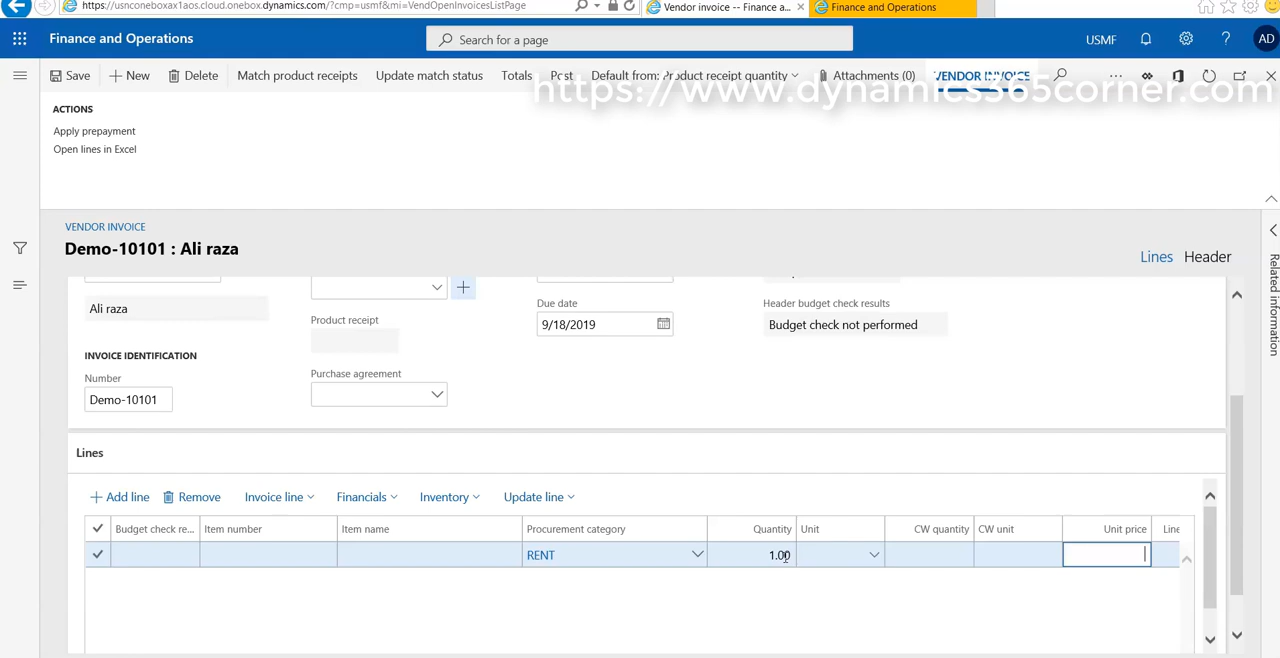 https://usnconeboxax1aos.cloud.onebox.dynamics.com/?cmp=usmf&mi=VendOpenInvoicesListPage
Vendor invoice -- Finance a...
Finance and Operations
Finance and Operations
Search for a page
USMF
AD
Save
New
Delete
Match product receipts
Update match status
Totals
Post
Default from: Product receipt quantity
Attachments (0)
VENDOR INVOICE
https://www.dynamics365corner.com
ACTIONS
Apply prepayment
Open lines in Excel
VENDOR INVOICE
Demo-10101 : Ali raza
Lines
Header
Related information
Ali raza
Product receipt
Due date
9/18/2019
Header budget check results
Budget check not performed
INVOICE IDENTIFICATION
Number
Demo-10101
Purchase agreement
Lines
Add line
Remove
Invoice line
Financials
Inventory
Update line
Budget check re...
Item number
Item name
Procurement category
Quantity
Unit
CW quantity
CW unit
Unit price
Line
RENT
1.00